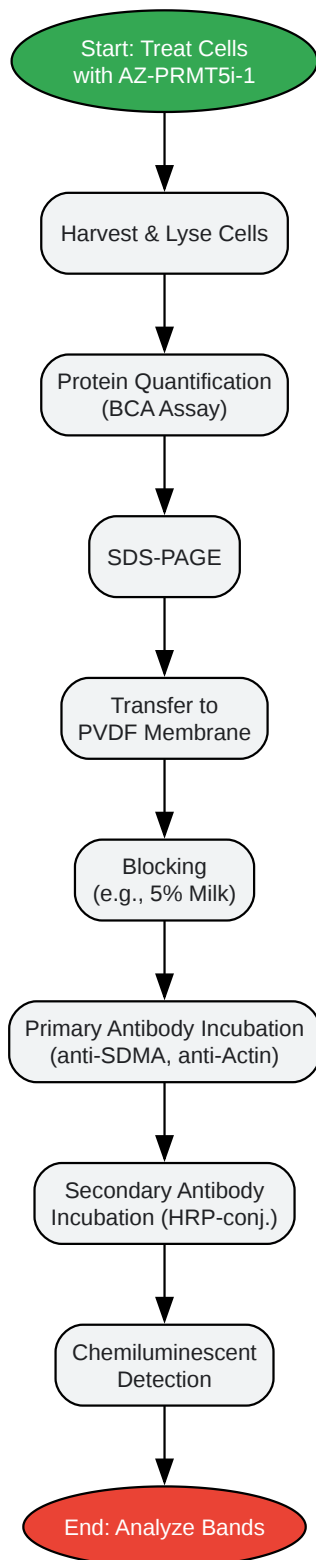 Start: Treat Cells
with AZ-PRMT5i-1
Harvest & Lyse Cells
Protein Quantification
(BCA Assay)
SDS-PAGE
Transfer to
PVDF Membrane
Blocking
(e.g., 5% Milk)
Primary Antibody Incubation
(anti-SDMA, anti-Actin)
Secondary Antibody
Incubation (HRP-conj.)
Chemiluminescent
Detection
End: Analyze Bands